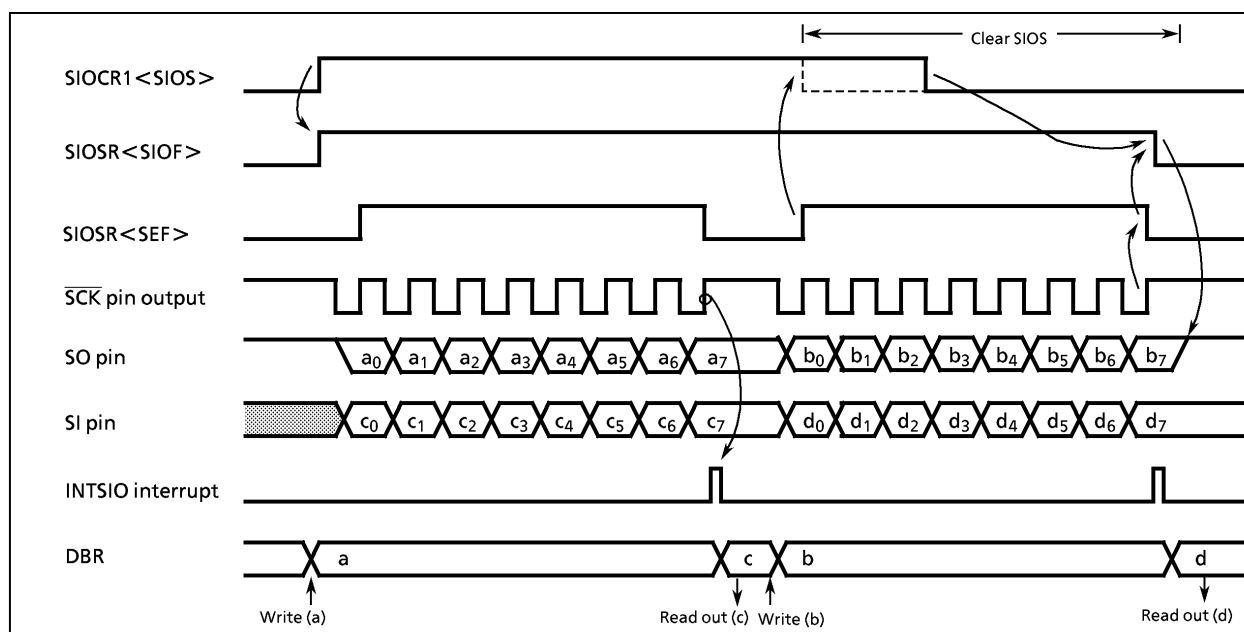 Clear SIOS
SIOCR1<SIOS>
SIOSR<SIOF>
SIOSR<SEF>
S̅C̅K̅ pin output
SO pin a₀ a₁ a₂ a₃ a₄ a₅ a₆ a₇ b₀ b₁ b₂ b₃ b₄ b₅ b₆ b₇
SI pin c₀ c₁ c₂ c₃ c₄ c₅ c₆ c₇ d₀ d₁ d₂ d₃ d₄ d₅ d₆ d₇
INTSIO interrupt
DBR a c b d
Write (a) Read out (c) Write (b) Read out (d)